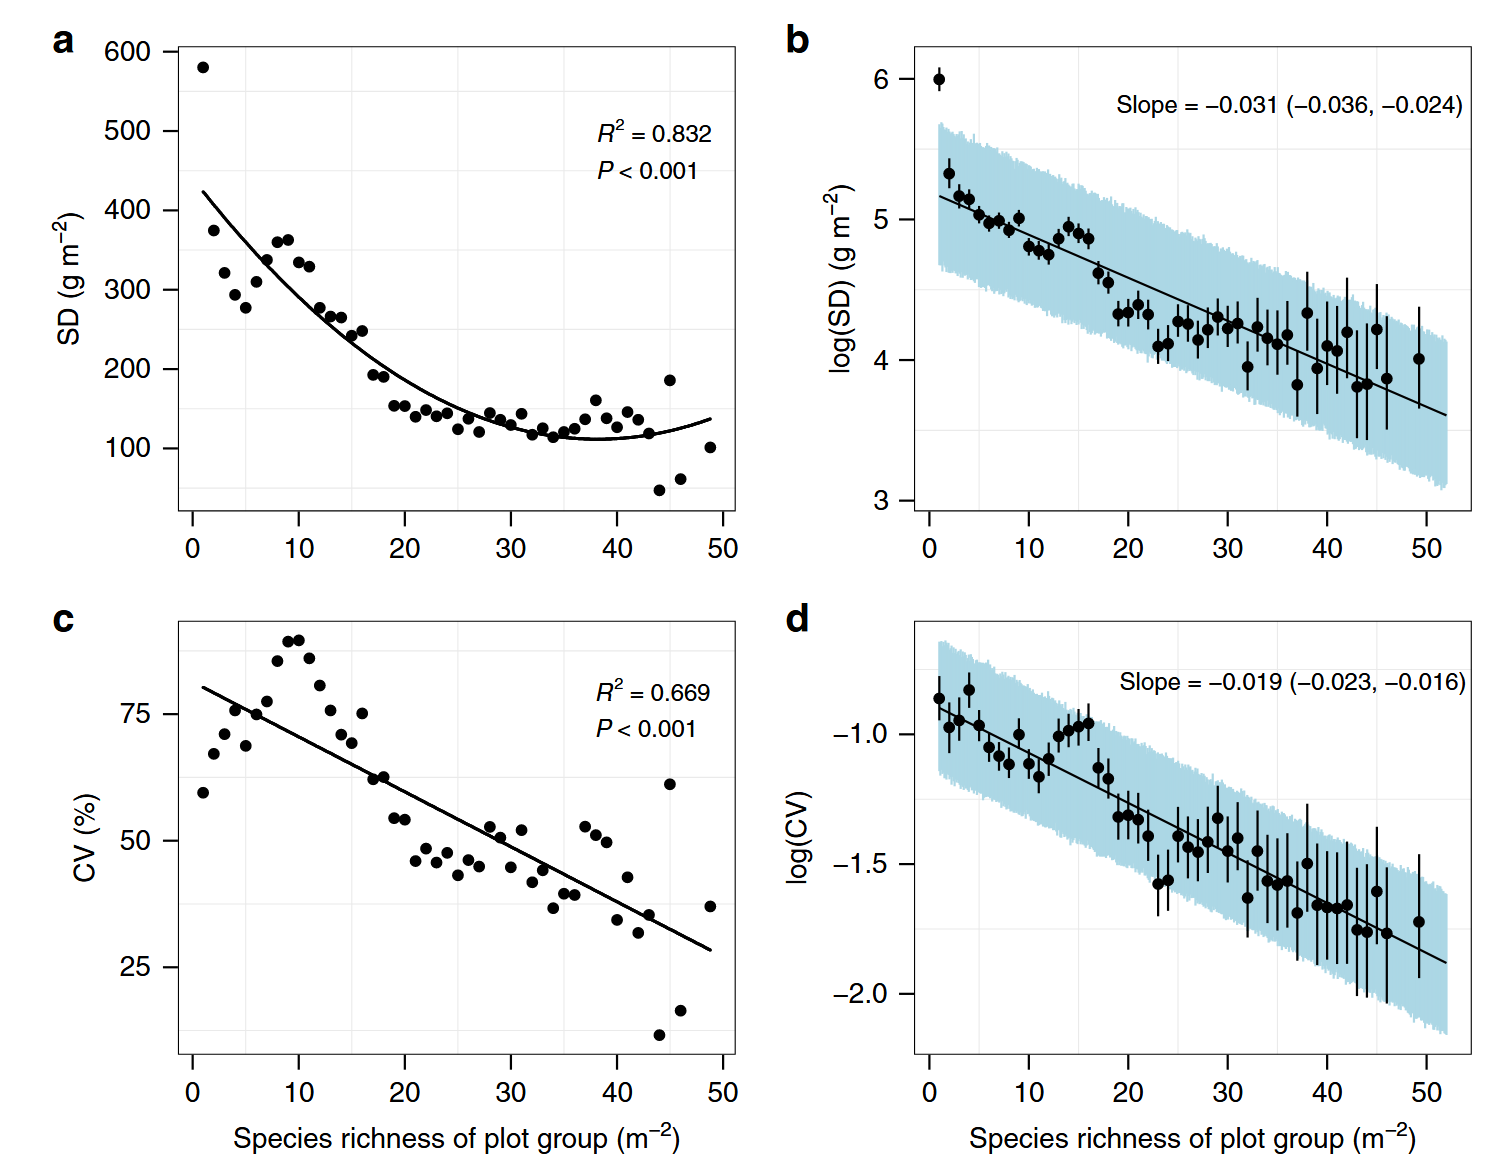 a
600
500
400
300
200
100
SD (g m⁻²)
R² = 0.832
P < 0.001
0 10 20 30 40 50
b
6
5
4
3
log(SD) (g m⁻²)
Slope = −0.031 (−0.036, −0.024)
0 10 20 30 40 50
c
75
50
25
CV (%)
R² = 0.669
P < 0.001
0 10 20 30 40 50
Species richness of plot group (m⁻²)
d
−1.0
−1.5
−2.0
log(CV)
Slope = −0.019 (−0.023, −0.016)
0 10 20 30 40 50
Species richness of plot group (m⁻²)